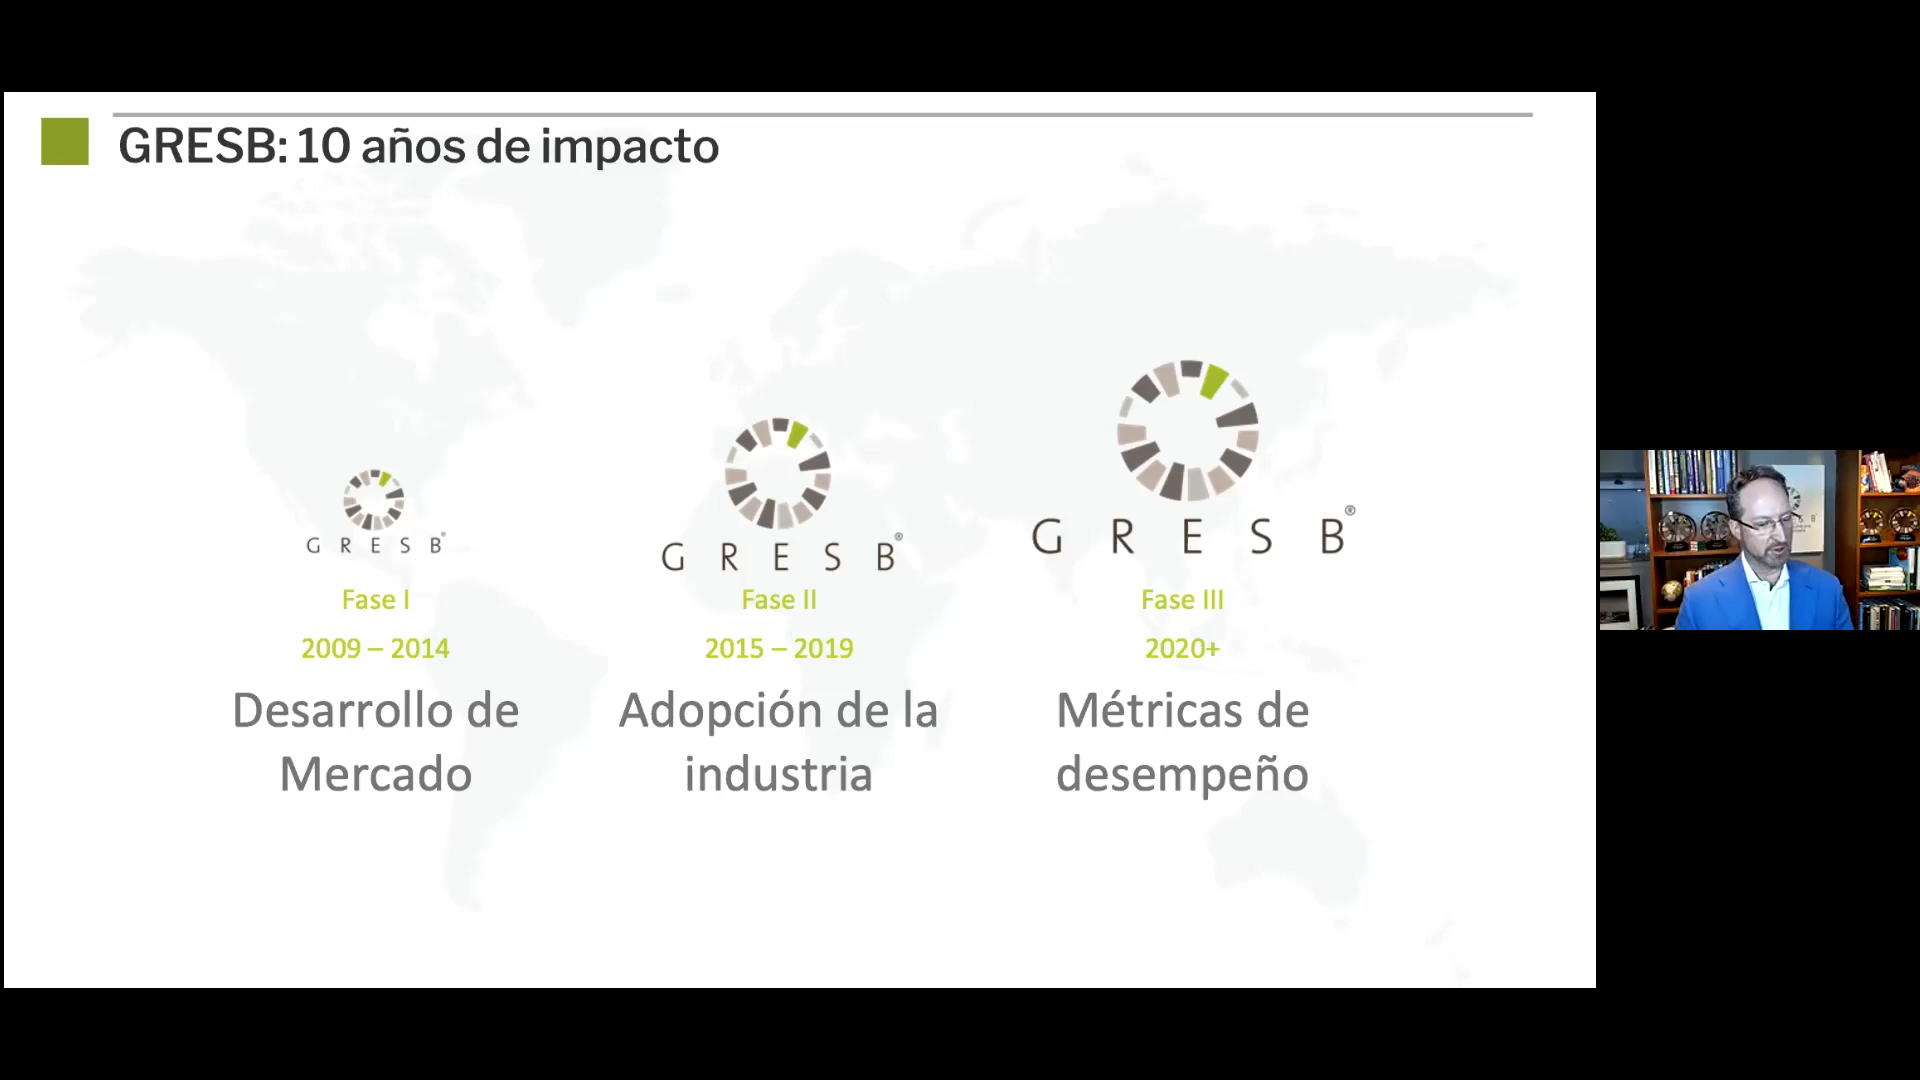 GRESB: 10 años de impacto
G R E S B®
Fase I
2009 – 2014
Desarrollo de
Mercado
G R E S B®
Fase II
2015 – 2019
Adopción de la
industria
G R E S B®
Fase III
2020+
Métricas de
desempeño